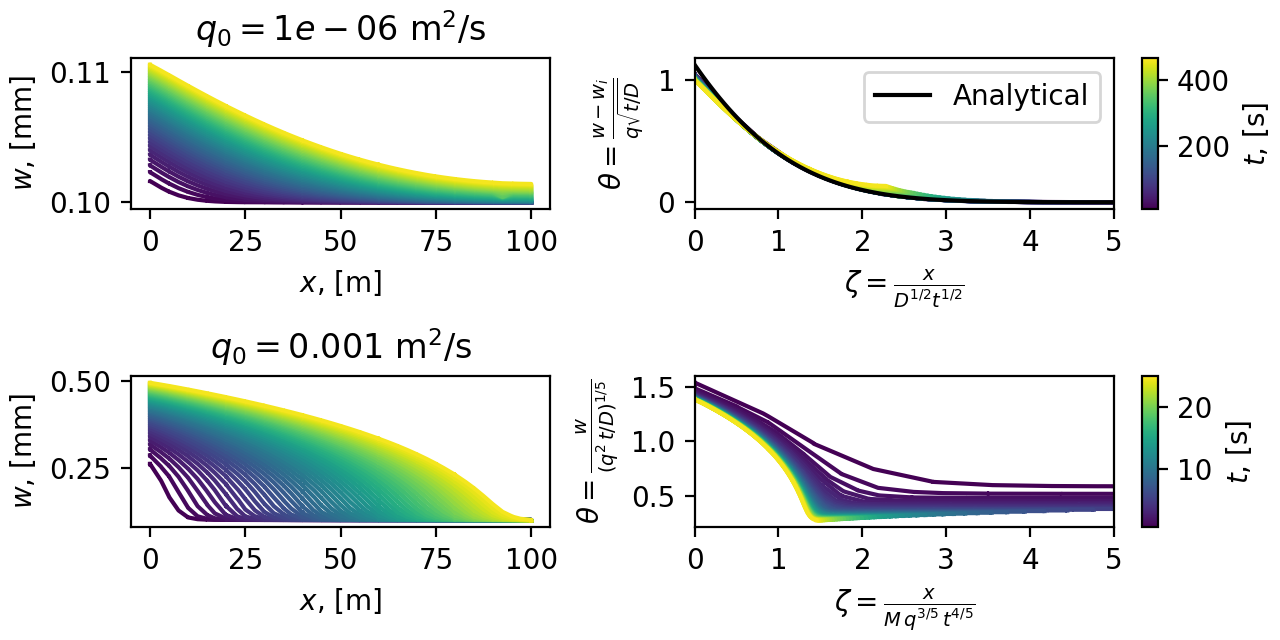 q₀ = 1e − 06 m²/s
w, [mm]
0.11
0.10
0 25 50 75 100
x, [m]
θ = (w − wᵢ)/(q√(t/D))
1
0
Analytical
0 1 2 3 4 5
ζ = x/(D^{1/2} t^{1/2})
400
200
t, [s]
q₀ = 0.001 m²/s
w, [mm]
0.50
0.25
0 25 50 75 100
x, [m]
θ = w/(q² t/D)^{1/5}
1.5
1.0
0.5
0 1 2 3 4 5
ζ = x/(M q^{3/5} t^{4/5})
20
10
t, [s]